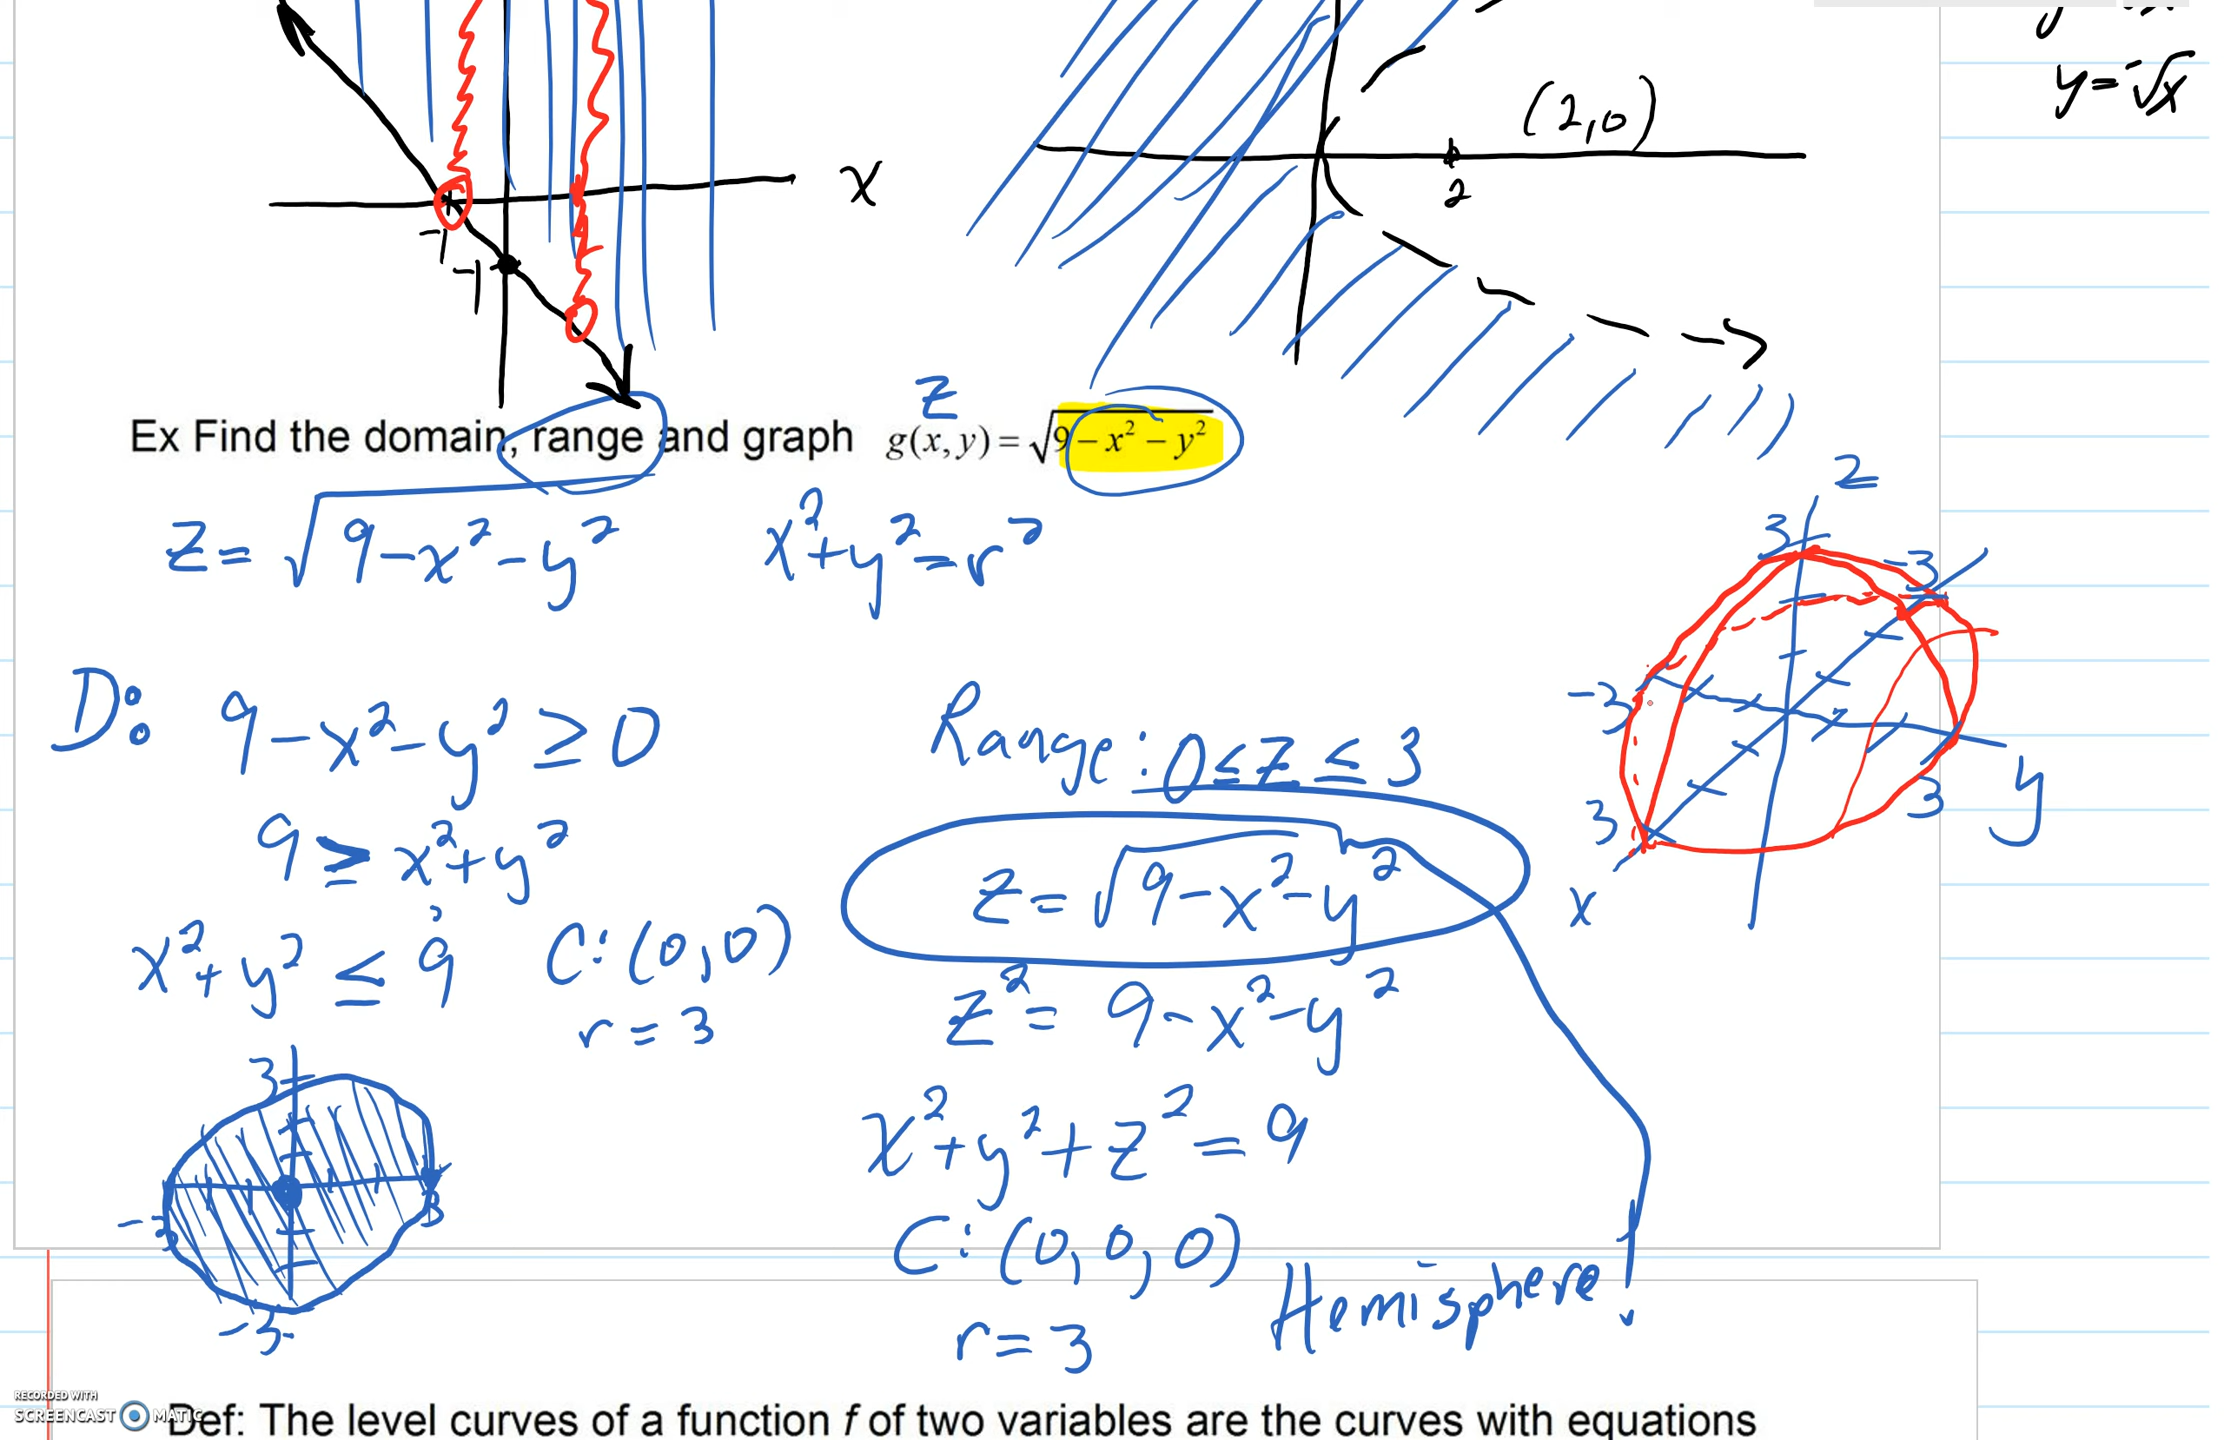 y = √x
y = -√x
x
-1
-1
(2,0)
2
z
Ex Find the domain, range and graph g(x, y) = √9 − x² − y²
z = √9-x²-y²
x²+y²=r²
z
3
-3
-3
3
3
x
y
D: 9-x²-y² ≥ 0
9 ≥ x²+y²
x²+y² ≤ 9
C: (0,0)
r = 3
3
-3
3
-3
Range: 0 ≤ z ≤ 3
z = √9-x²-y²
z² = 9-x²-y²
x²+y²+z² = 9
C: (0,0,0)
r = 3
Hemisphere!
RECORDED WITH
SCREENCAST MATIC
Def: The level curves of a function f of two variables are the curves with equations